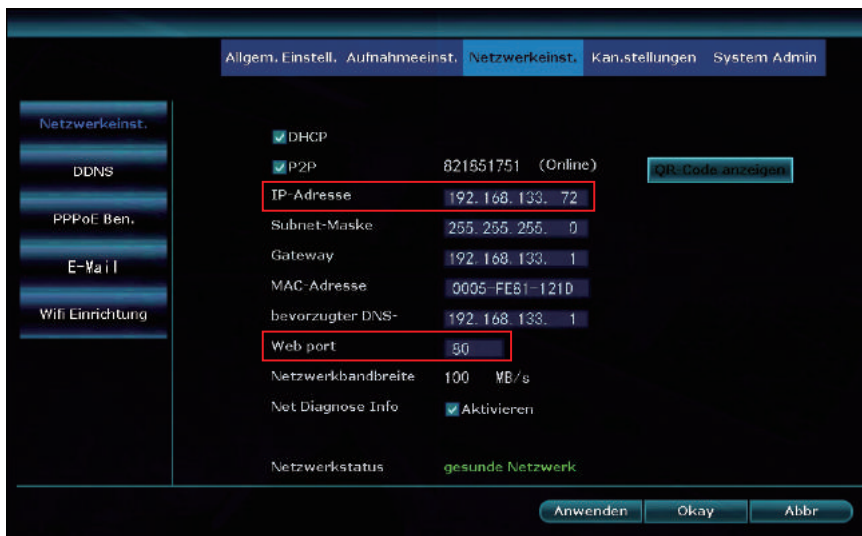 Allgem. Einstell. Aufnahmeeinst. Netzwerkeinst. Kan.stellungen System Admin
Netzwerkeinst.
DDNS
PPPoE Ben.
E-Mail
Wifi Einrichtung
DHCP
P2P 821851751 (Online) QR-Code anzeigen
IP-Adresse 192.168.133. 72
Subnet-Maske 255.255.255. 0
Gateway 192.168.133. 1
MAC-Adresse 0005-FE81-121D
bevorzugter DNS- 192.168.133. 1
Web port 80
Netzwerkbandbreite 100 MB/s
Net Diagnose Info Aktivieren
Netzwerkstatus gesunde Netzwerk
Anwenden Okay Abbr